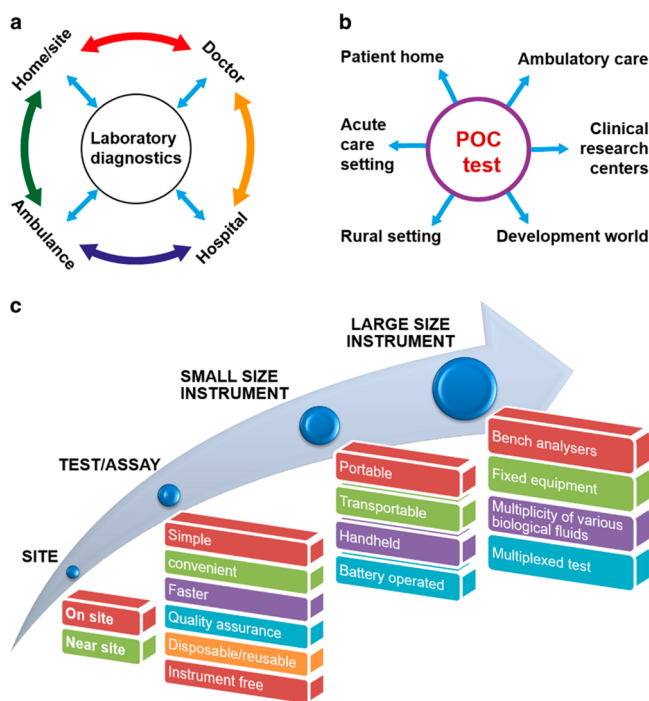 a
Home/site
Doctor
Laboratory
diagnostics
Ambulance
Hospital
b
Patient home
Ambulatory care
Acute
care
setting
POC
test
Clinical
research
centers
Rural setting
Development world
c
LARGE SIZE
INSTRUMENT
SMALL SIZE
INSTRUMENT
TEST/ASSAY
SITE
On site
Near site
Simple
convenient
Faster
Quality assurance
Disposable/reusable
Instrument free
Portable
Transportable
Handheld
Battery operated
Bench analysers
Fixed equipment
Multiplicity of various
biological fluids
Multiplexed test